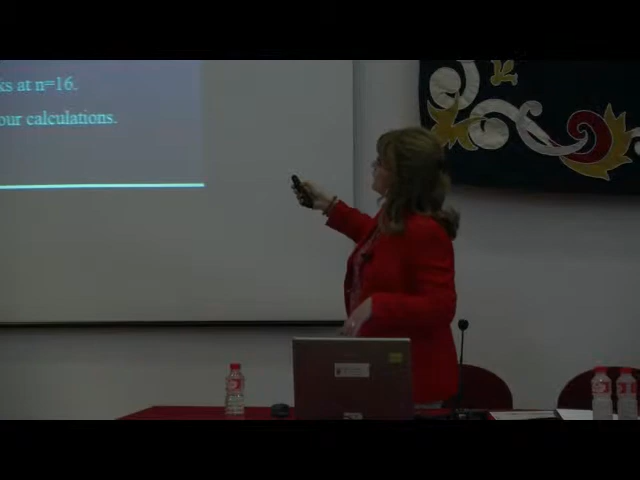 ks at n=16.
our calculations.